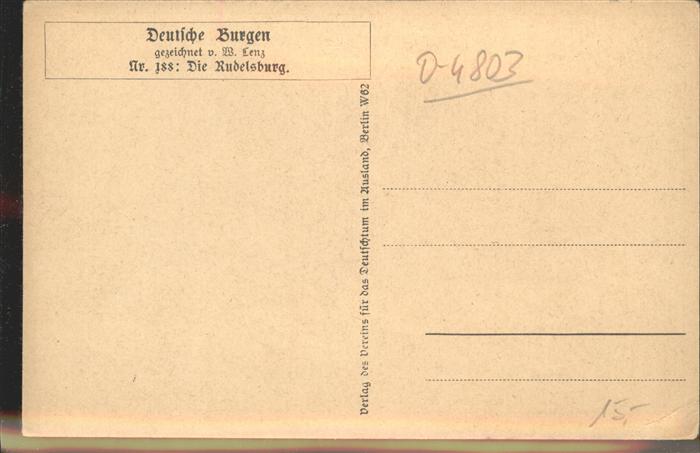 Deutsche Burgen
gezeichnet v. W. Lenz
Nr. 188: Die Rudelsburg.
D-4803
Verlag des Vereins für das Deutschtum im Ausland, Berlin W62
15,-